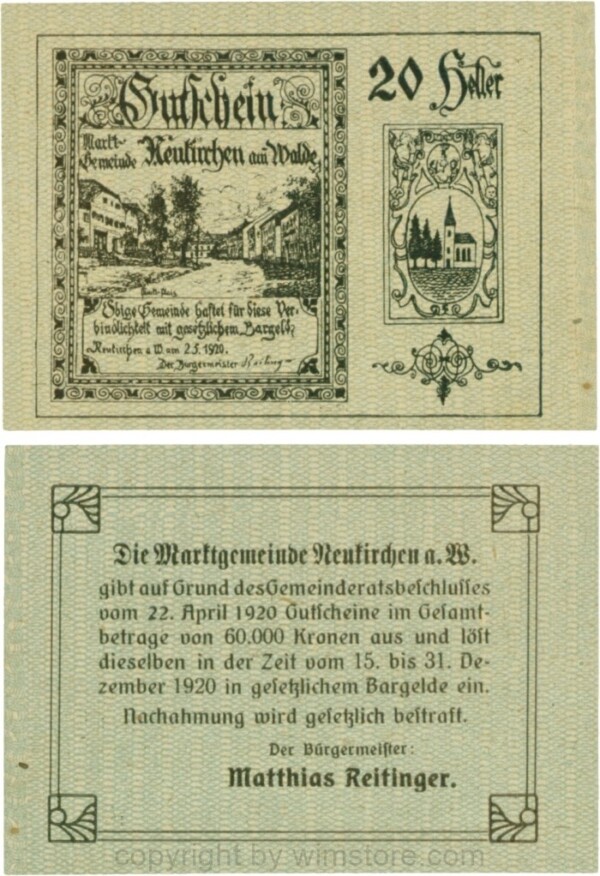 Gutschein
Markt-
Gemeinde Neukirchen am Walde
Obige Gemeinde haftet für diese Ver-
bindlichkeit mit gesetzlichem Bargeld.
Neukirchen a. W. am 2.5. 1920.
Der Bürgermeister
20 Heller
Die Marktgemeinde Neukirchen a. W.
gibt auf Grund des Gemeinderatsbeschlusses
vom 22. April 1920 Gutscheine im Gesamt-
betrage von 60.000 Kronen aus und löst
dieselben in der Zeit vom 15. bis 31. De-
zember 1920 in gesetzlichem Bargelde ein.
Nachahmung wird gesetzlich bestraft.
Der Bürgermeister:
Matthias Reitinger.
copyright by wimstore.com